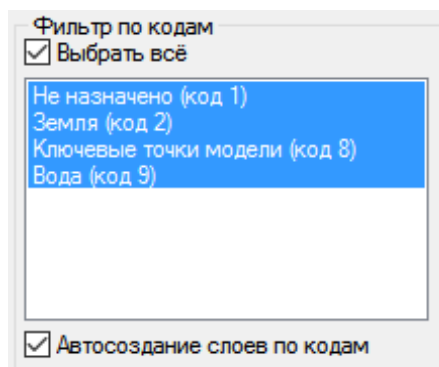 Фильтр по кодам
Выбрать всё
Не назначено (код 1)
Земля (код 2)
Ключевые точки модели (код 8)
Вода (код 9)
Автосоздание слоев по кодам